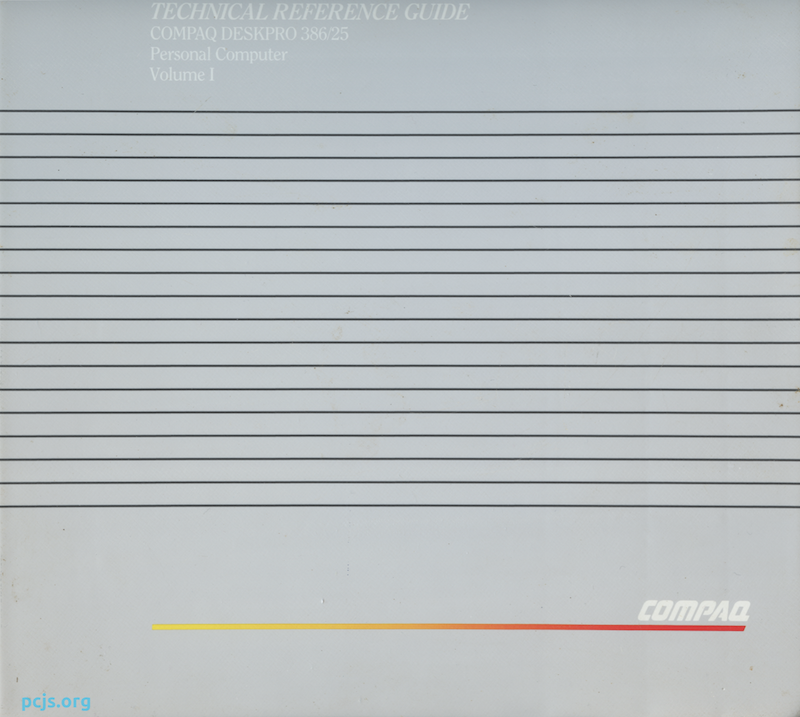 TECHNICAL REFERENCE GUIDE
COMPAQ DESKPRO 386/25
Personal Computer
Volume I
COMPAQ
pcjs.org